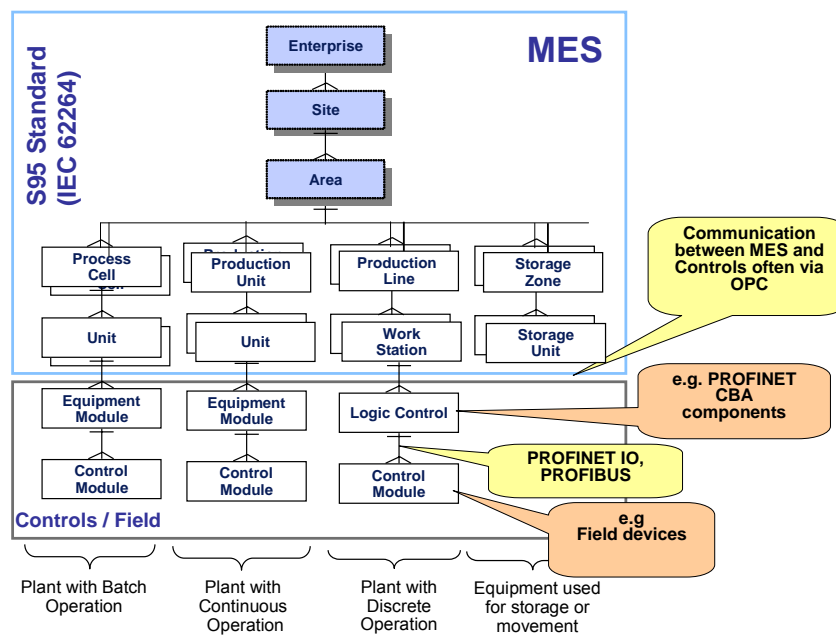 Enterprise
MES
S95 Standard
(IEC 62264)
Site
Area
Process
Cell
Production
Unit
Production
Line
Storage
Zone
Communication
between MES and
Controls often via
OPC
Unit
Unit
Work
Station
Storage
Unit
Equipment
Module
Equipment
Module
Logic Control
e.g. PROFINET
CBA
components
Control
Module
Control
Module
Control
Module
PROFINET IO,
PROFIBUS
Controls / Field
e.g
Field devices
Plant with Batch
Operation
Plant with
Continuous
Operation
Plant with
Discrete
Operation
Equipment used
for storage or
movement